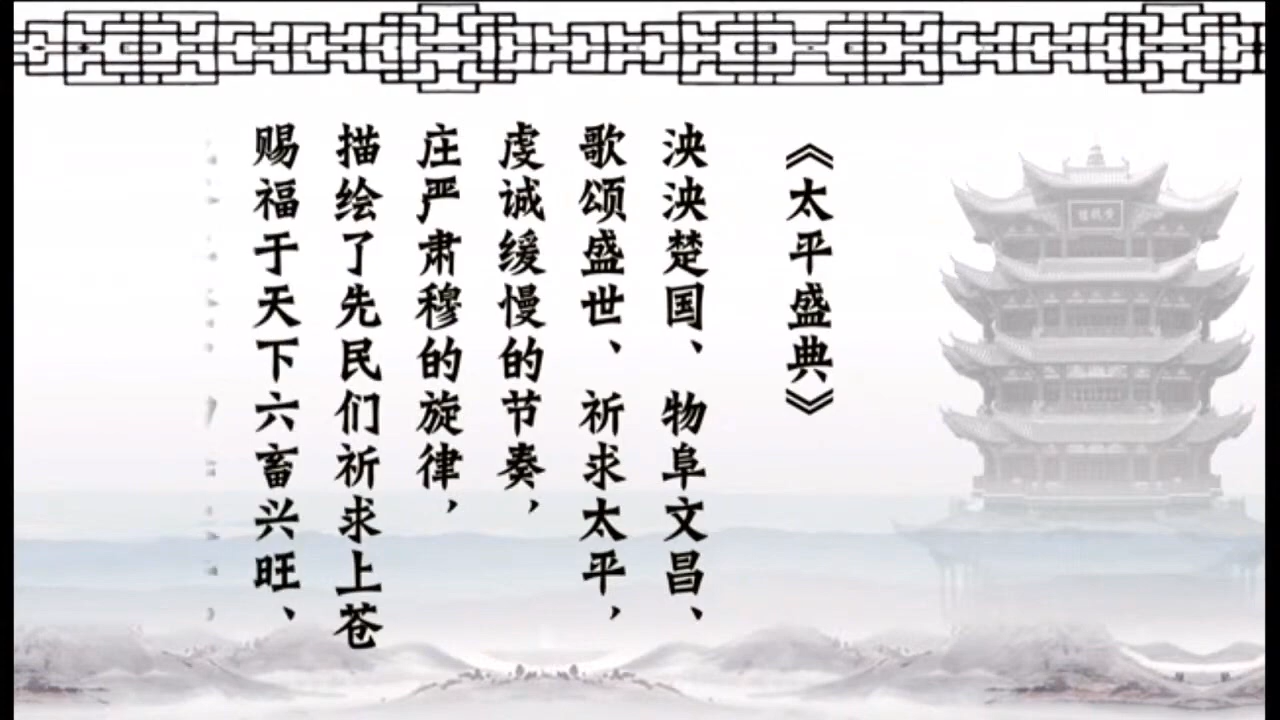 《太平盛典》
泱泱楚国、物阜文昌、
歌颂盛世、祈求太平，
虔诚缓慢的节奏，
庄严肃穆的旋律，
描绘了先民们祈求上苍
赐福于天下六畜兴旺、